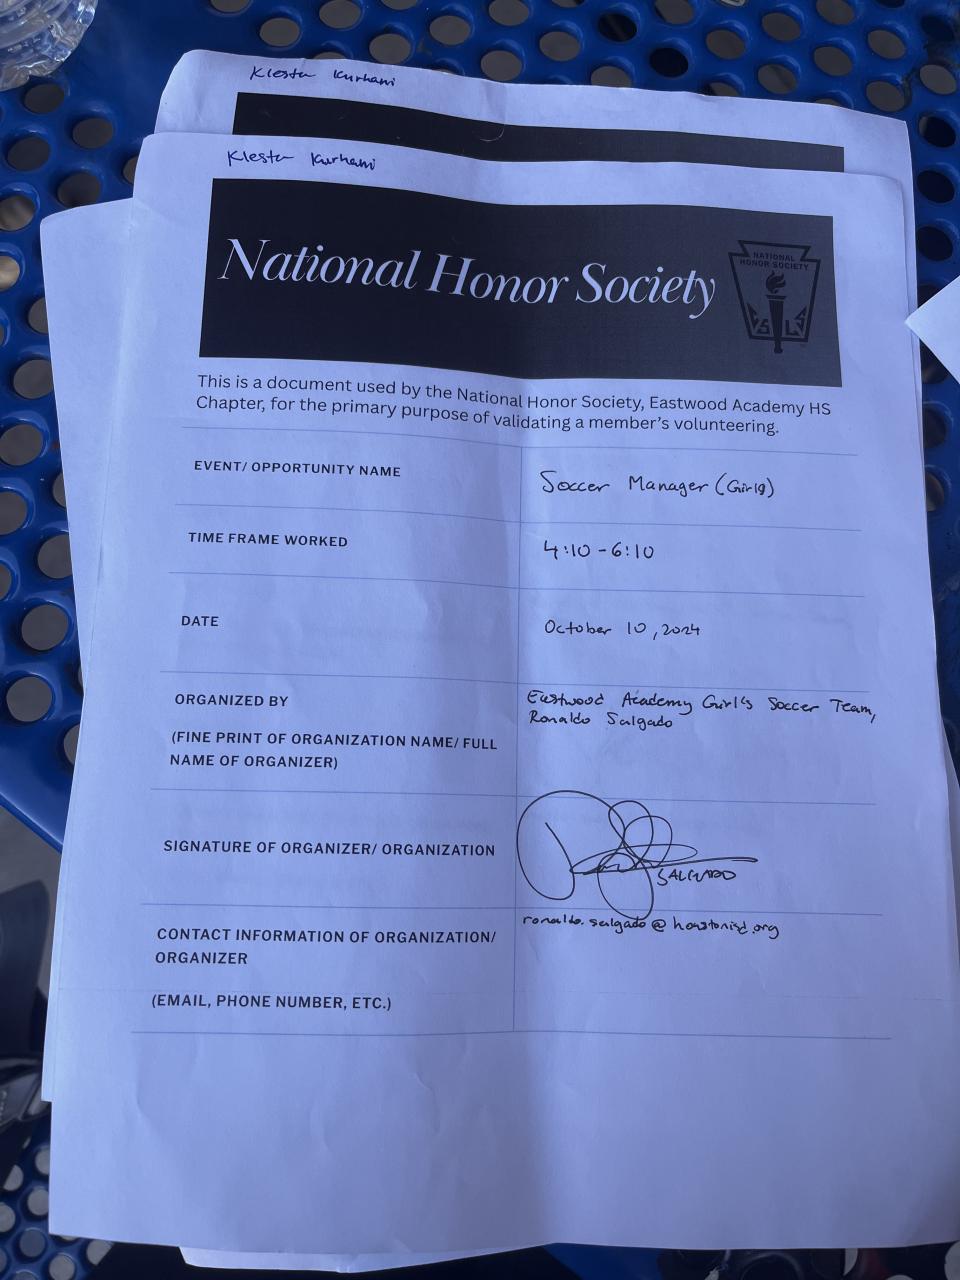 Klesta Kurhani
Klesta Kurhani
National Honor Society
NATIONAL
HONOR SOCIETY
This is a document used by the National Honor Society, Eastwood Academy HS
Chapter, for the primary purpose of validating a member's volunteering.
EVENT/ OPPORTUNITY NAME
Soccer Manager (Girls)
TIME FRAME WORKED
4:10 - 6:10
DATE
October 10, 2024
ORGANIZED BY
(FINE PRINT OF ORGANIZATION NAME/ FULL
NAME OF ORGANIZER)
Eastwood Academy Girl's Soccer Team,
Ronaldo Salgado
SIGNATURE OF ORGANIZER/ ORGANIZATION
SALGADO
CONTACT INFORMATION OF ORGANIZATION/
ORGANIZER
(EMAIL, PHONE NUMBER, ETC.)
ronaldo.salgado@houstonisd.org